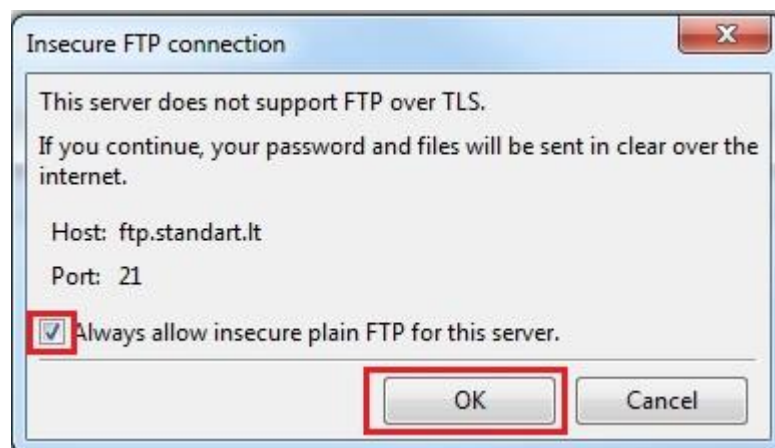 Insecure FTP connection
This server does not support FTP over TLS.
If you continue, your password and files will be sent in clear over the
internet.
Host: ftp.standart.lt
Port: 21
Always allow insecure plain FTP for this server.
OK Cancel